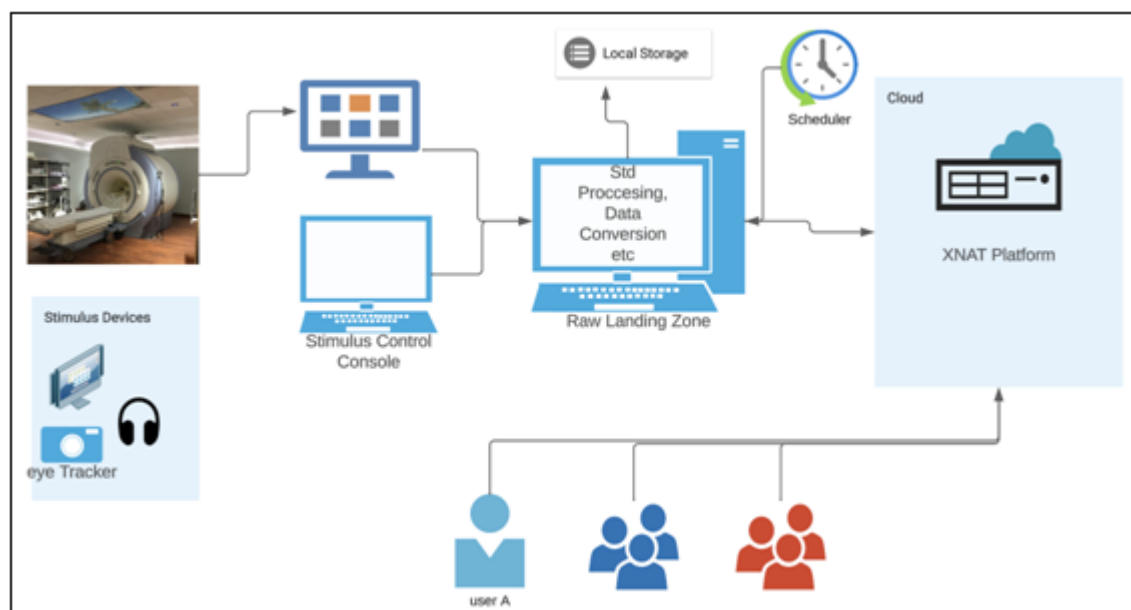 Local Storage
Scheduler
Cloud
Std
Proccesing,
Data
Conversion
etc
XNAT Platform
Raw Landing Zone
Stimulus Devices
Stimulus Control
Console
eye Tracker
user A